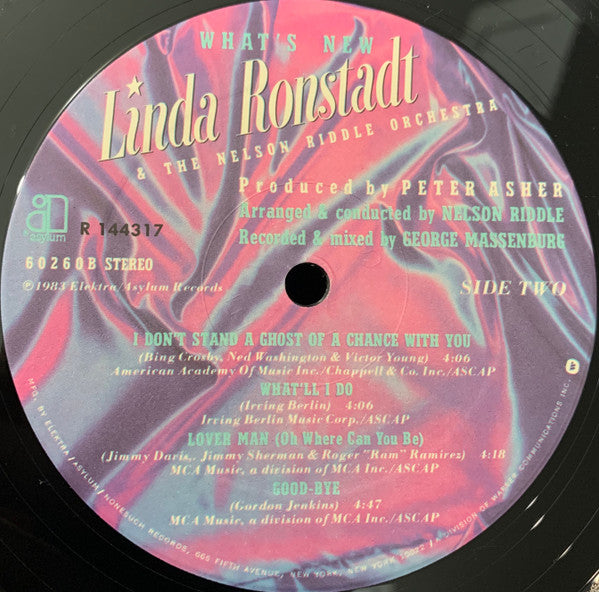 WHAT'S NEW
Linda Ronstadt
& THE NELSON RIDDLE ORCHESTRA
Produced by PETER ASHER
Arranged & conducted by NELSON RIDDLE
Recorded & mixed by GEORGE MASSENBURG
asylum
R 144317
60260B STEREO
℗1983 Elektra/Asylum Records
SIDE TWO
I DON'T STAND A GHOST OF A CHANCE WITH YOU
(Bing Crosby, Ned Washington & Victor Young) 4:06
American Academy Of Music Inc./Chappell & Co. Inc./ASCAP
WHAT'LL I DO
(Irving Berlin) 4:06
Irving Berlin Music Corp./ASCAP
LOVER MAN (Oh Where Can You Be)
(Jimmy Davis,. Jimmy Sherman & Roger "Ram" Ramirez) 4:18
MCA Music, a division of MCA Inc./ASCAP
GOOD-BYE
(Gordon Jenkins) 4:47
MCA Music, a division of MCA Inc./ASCAP
MFG. BY ELEKTRA/ASYLUM/NONESUCH RECORDS, 665 FIFTH AVENUE, NEW YORK, NEW YORK 10022 / A DIVISION OF WARNER COMMUNICATIONS INC.